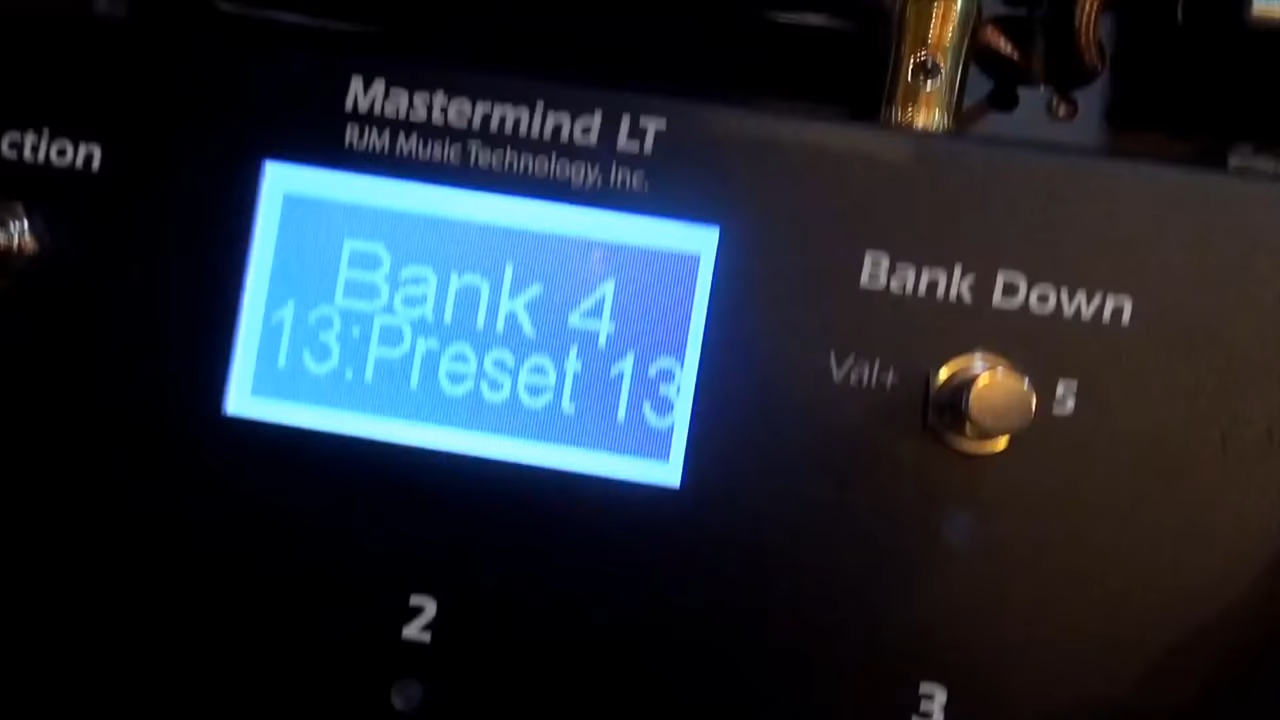 Mastermind LT
RJM Music Technology, Inc.
ction
Bank 4
13:Preset 13
Bank Down
Val+
5
2
3